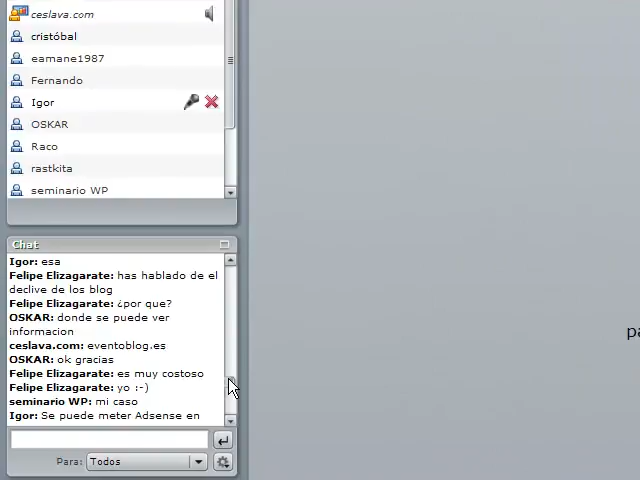 ceslava.com
cristóbal
eamane1987
Fernando
Igor
OSKAR
Raco
rastkita
seminario WP
Chat
Igor: esa
Felipe Elizagarate: has hablado de el
declive de los blog
Felipe Elizagarate: ¿por que?
OSKAR: donde se puede ver
informacion
ceslava.com: eventoblog.es
OSKAR: ok gracias
Felipe Elizagarate: es muy costoso
Felipe Elizagarate: yo :-)
seminario WP: mi caso
Igor: Se puede meter Adsense en
Para: Todos
pa